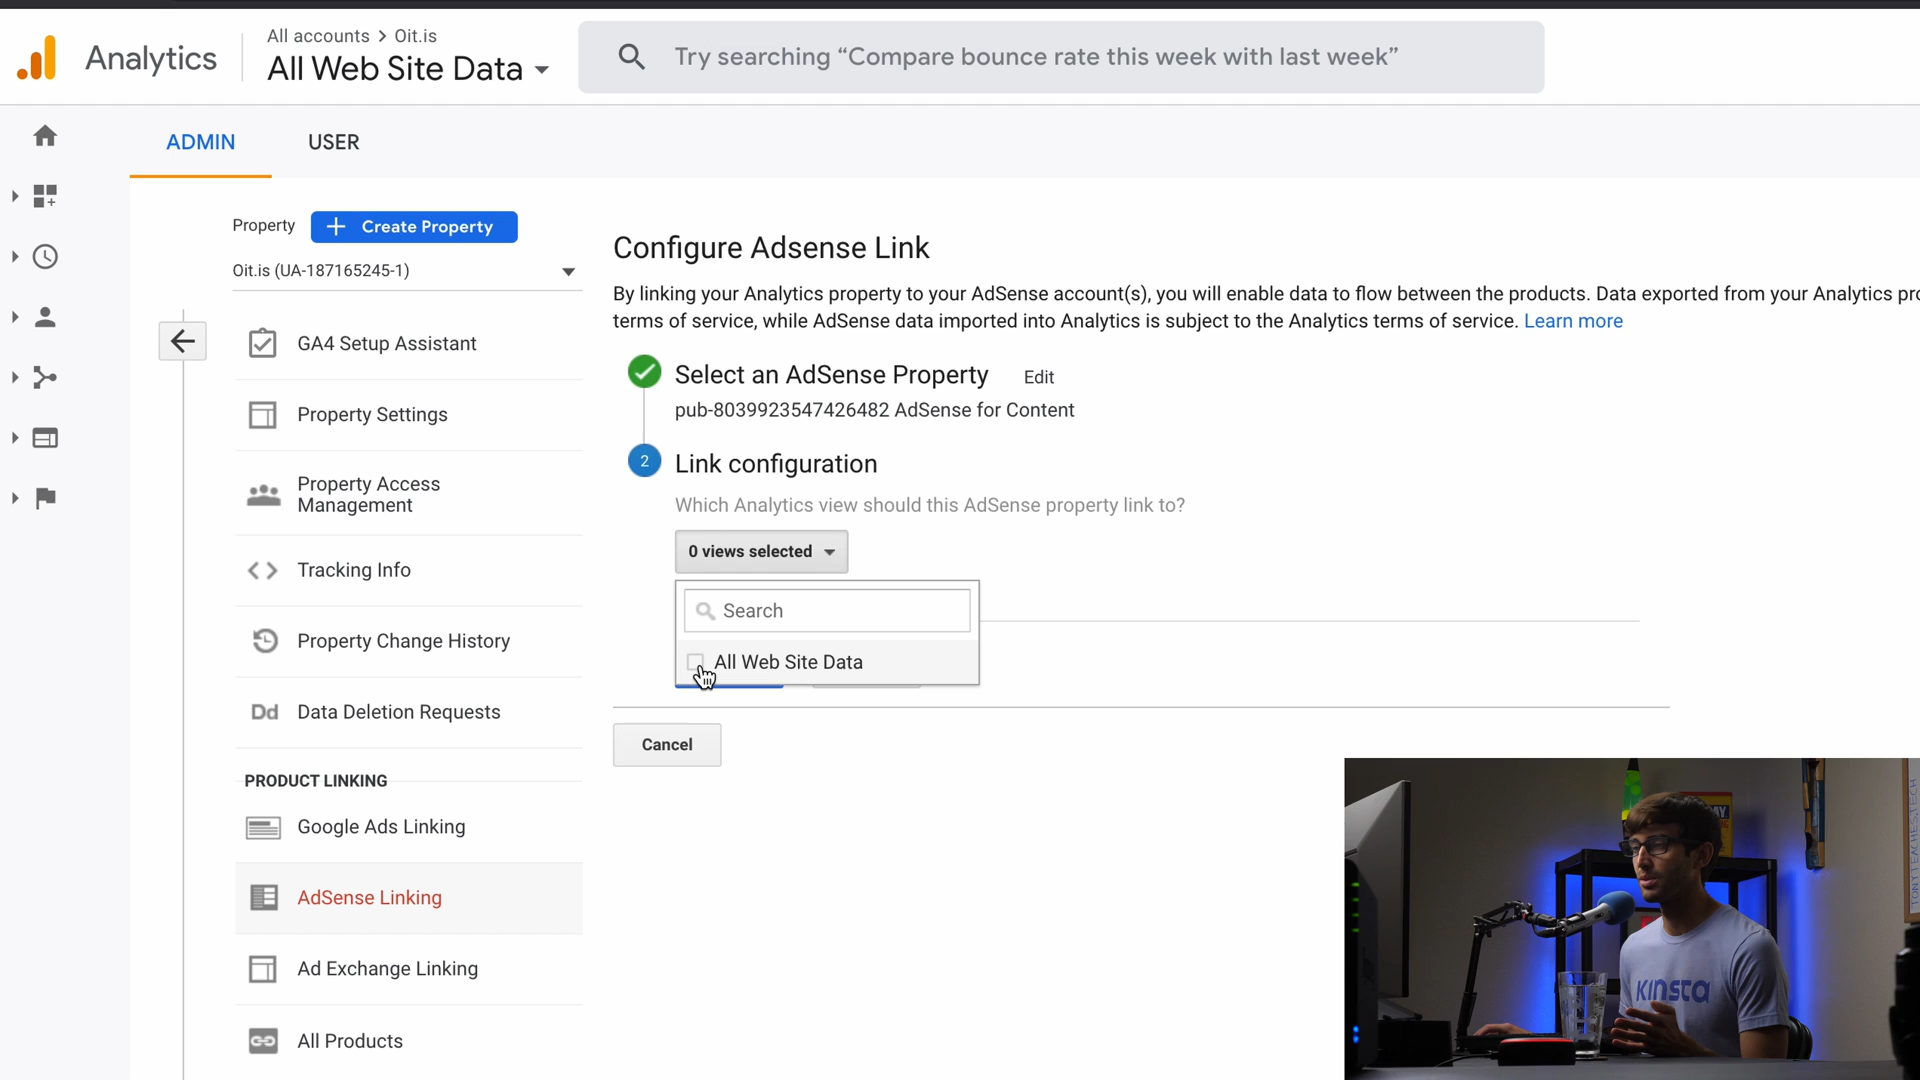 Analytics
All accounts > Oit.is
All Web Site Data
Try searching “Compare bounce rate this week with last week”
ADMIN
USER
Property
Create Property
Oit.is (UA-187165245-1)
GA4 Setup Assistant
Property Settings
Property Access
Management
Tracking Info
Property Change History
Dd Data Deletion Requests
PRODUCT LINKING
Google Ads Linking
AdSense Linking
Ad Exchange Linking
All Products
Configure Adsense Link
By linking your Analytics property to your AdSense account(s), you will enable data to flow between the products. Data exported from your Analytics
terms of service, while AdSense data imported into Analytics is subject to the Analytics terms of service. Learn more
Select an AdSense Property Edit
pub-8039923547426482 AdSense for Content
2 Link configuration
Which Analytics view should this AdSense property link to?
0 views selected
Search
All Web Site Data
Cancel
KINSTA